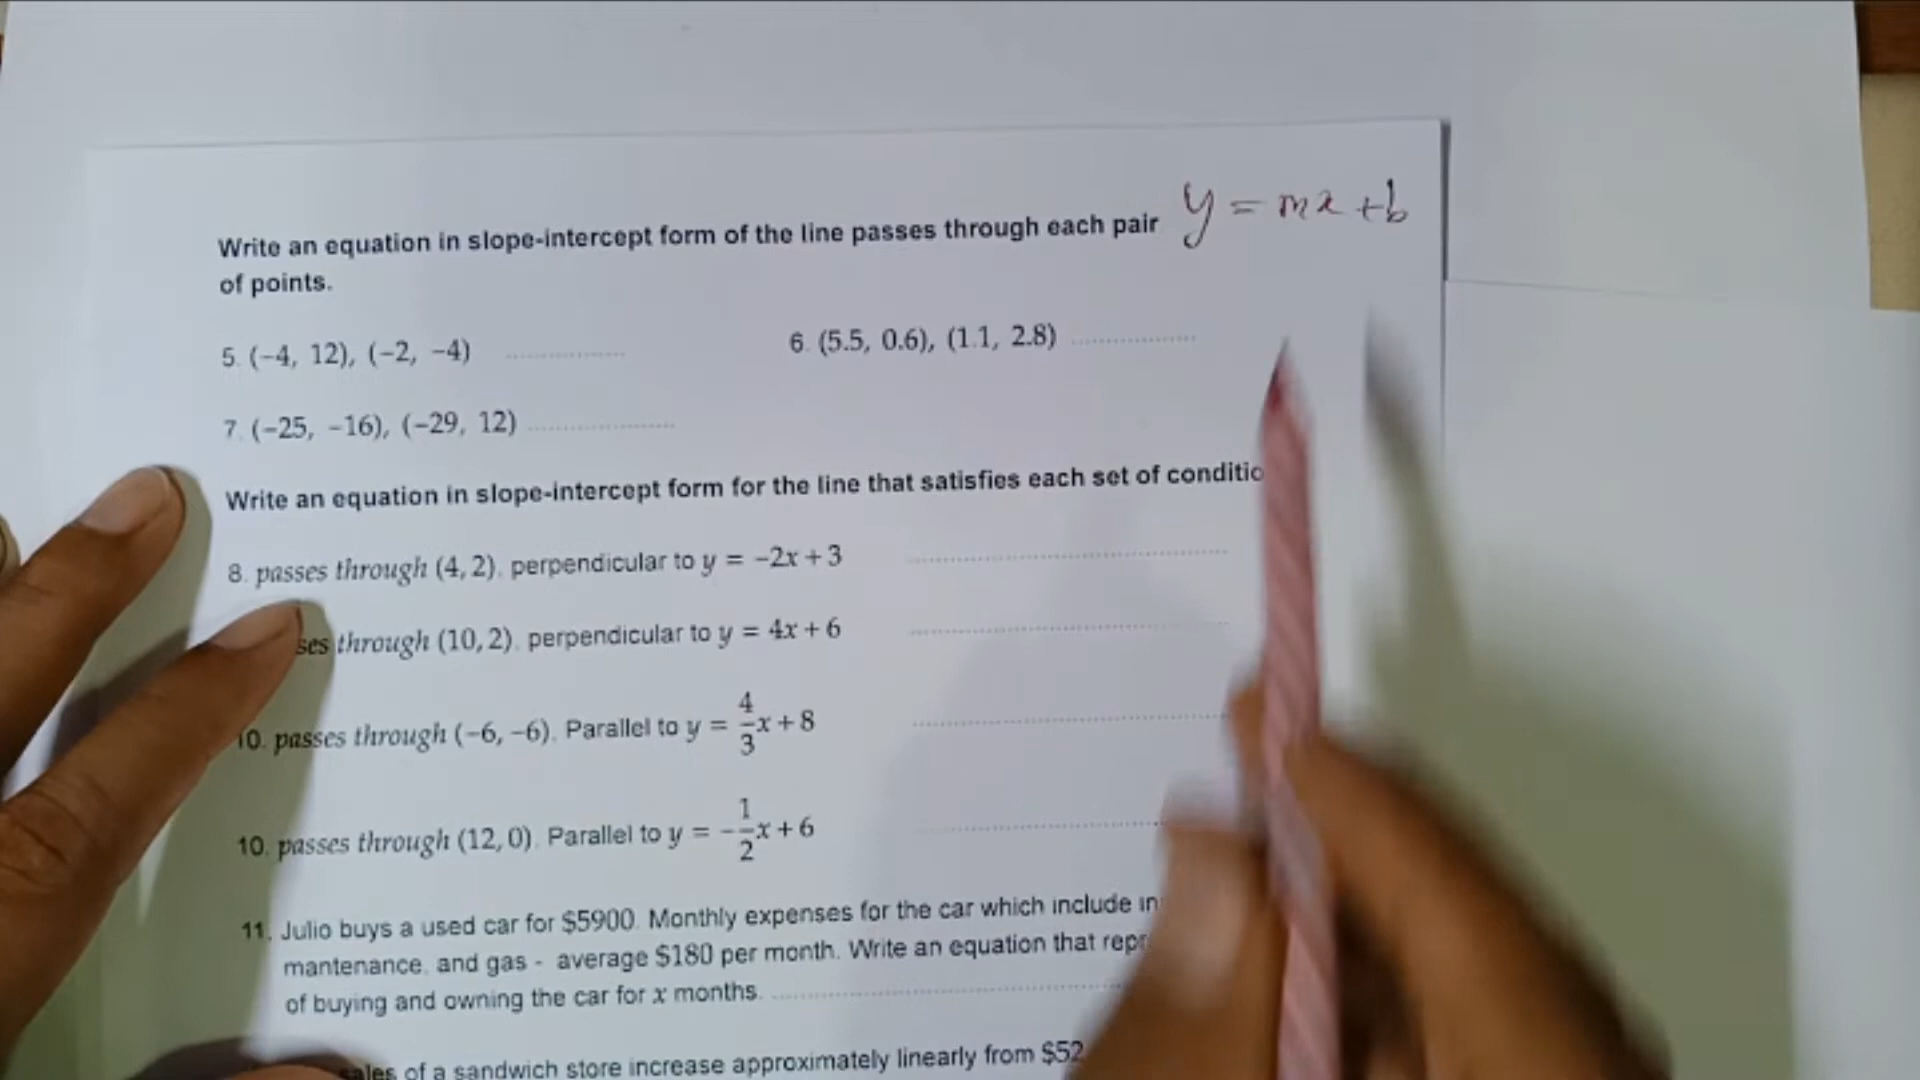 Write an equation in slope-intercept form of the line passes through each pair y = mx + b
of points.
5. (−4, 12), (−2, −4) ....................
6. (5.5, 0.6), (1.1, 2.8) ....................
7. (−25, −16), (−29, 12) ....................
Write an equation in slope-intercept form for the line that satisfies each set of
8. passes through (4, 2). perpendicular to y = −2x + 3 ....................
through (10, 2). perpendicular to y = 4x + 6 ....................
10. passes through (−6, −6). Parallel to y = 4/3x + 8 ....................
10. passes through (12, 0). Parallel to y = −1/2x + 6 ....................
11. Julio buys a used car for $5900. Monthly expenses for the car which include
mantenance, and gas - average $180 per month. Write an equation that
of buying and owning the car for x months. ....................
of a sandwich store increase approximately linearly from